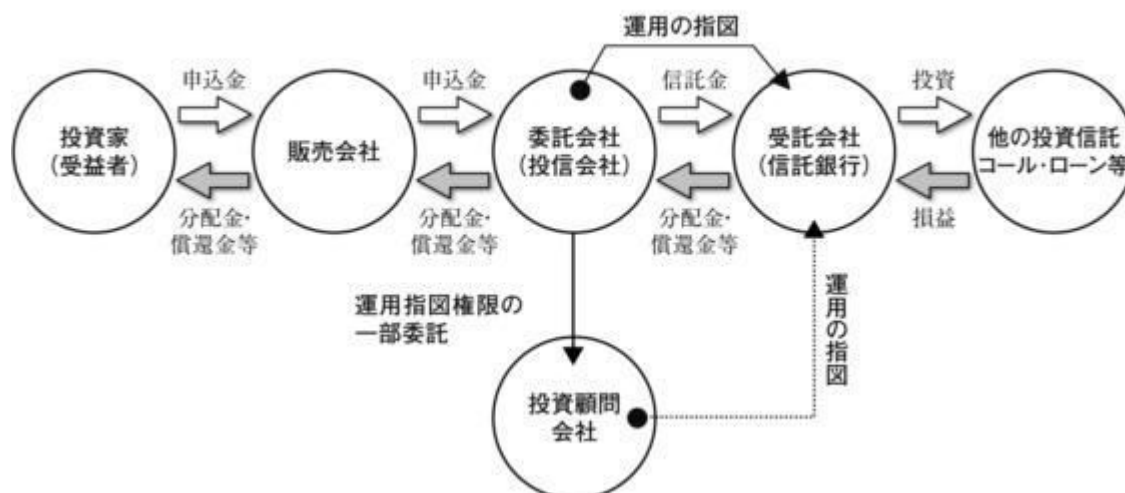 運用の指図
申込金
申込金
信託金
投資
投資家
(受益者)
販売会社
委託会社
(投信会社)
受託会社
(信託銀行)
他の投資信託
コール・ローン等
分配金・
償還金等
分配金・
償還金等
分配金・
償還金等
損益
運用指図権限の
一部委託
運用の指図
投資顧問
会社